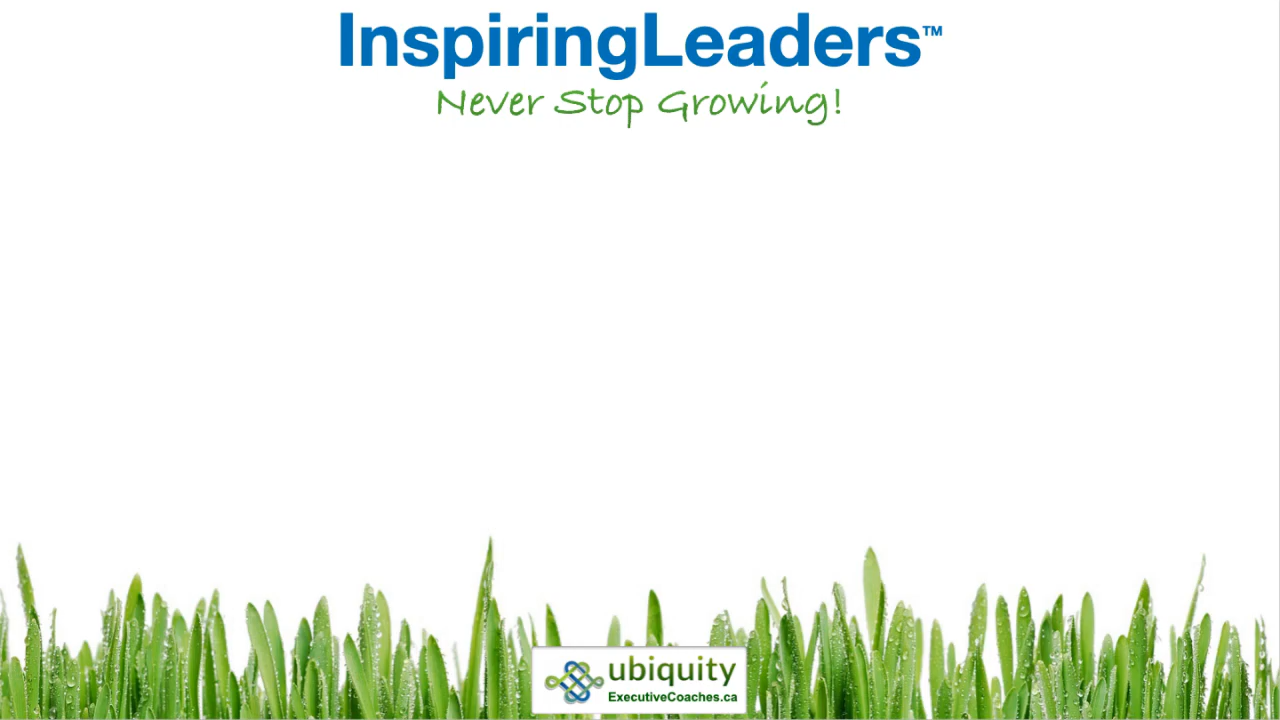 InspiringLeaders™
Never Stop Growing!
ubiquity
ExecutiveCoaches.ca